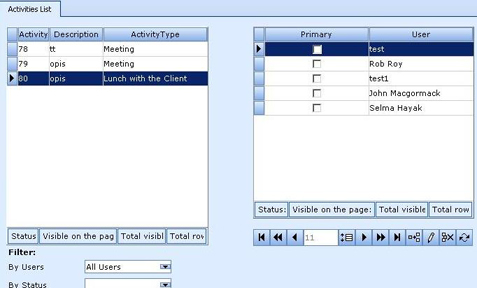 Activities List
Activity Description ActivityType
78 tt Meeting
79 opis Meeting
80 opis Lunch with the Client
Status Visible on the pag Total visibl Total row
Primary User
test
Rob Roy
test1
John Macgormack
Selma Hayak
Status: Visible on the page: Total visible Total row
11
Filter:
By Users All Users
By Status